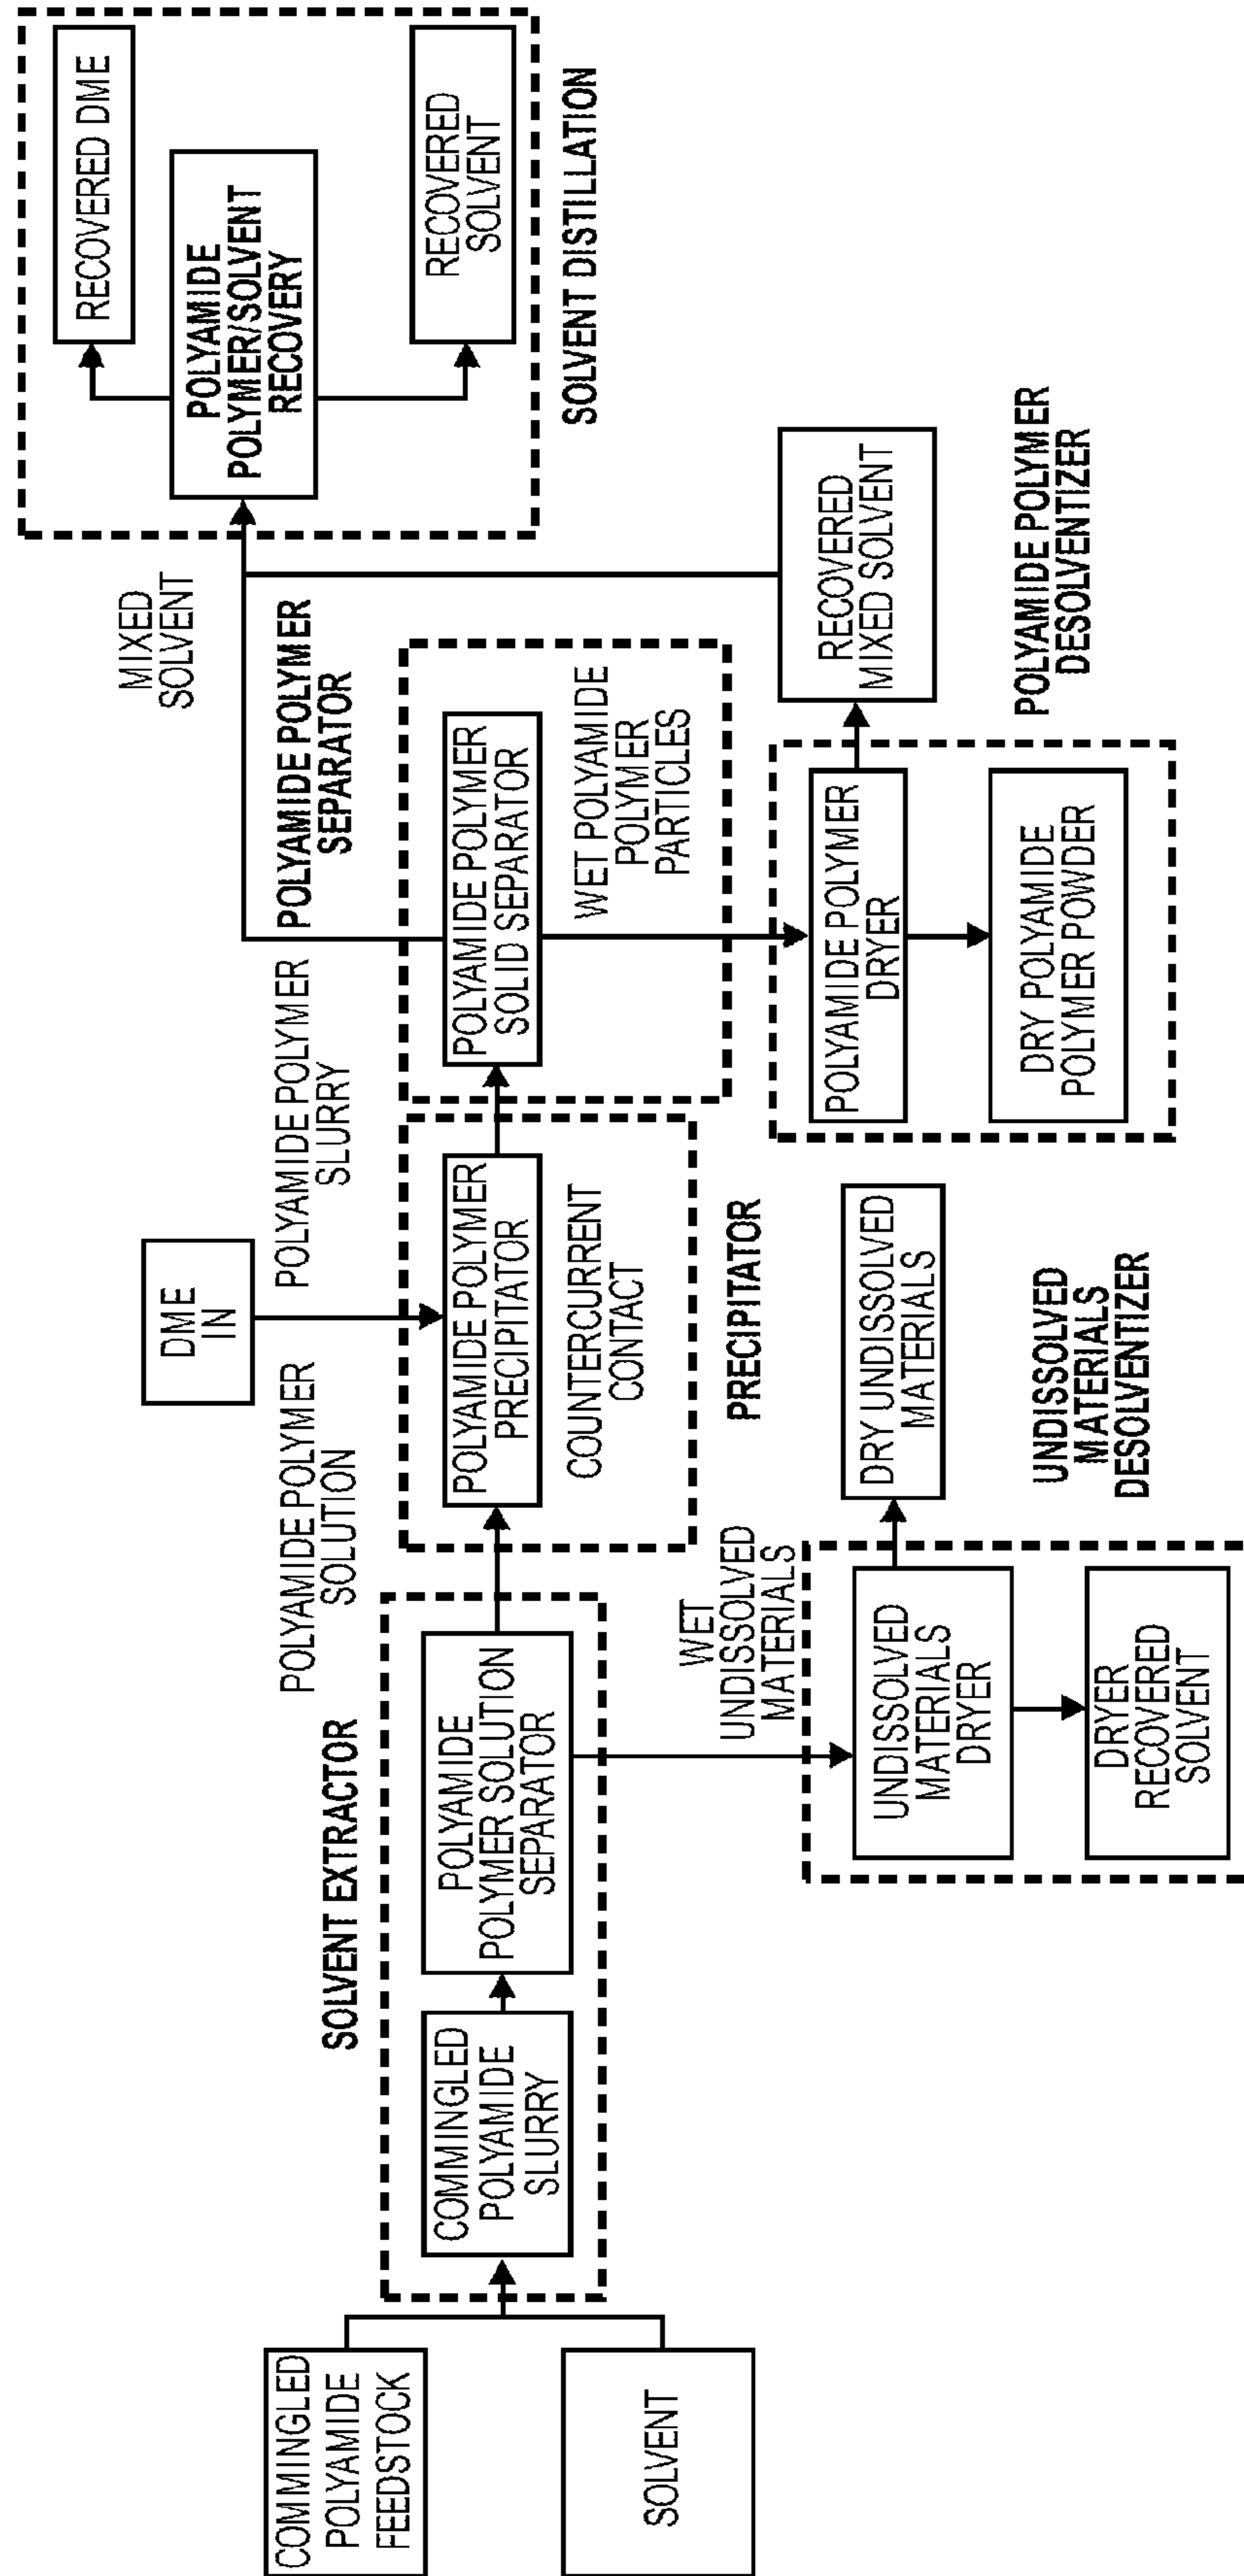 COMMINGLED
POLYAMIDE
FEEDSTOCK
SOLVENT
SOLVENT EXTRACTOR
COMMINGLED
POLYAMIDE
SLURRY
POLYAMIDE
POLYMER SOLUTION
SEPARATOR
POLYAMIDE POLYMER
SOLUTION
WET
UNDISSOLVED
MATERIALS
UNDISSOLVED
MATERIALS
DRYER
DRYER
RECOVERED
SOLVENT
DRY UNDISSOLVED
MATERIALS
UNDISSOLVED
MATERIALS
DESOLVENTIZER
DME
IN
POLYAMIDE POLYMER
PRECIPITATOR
COUNTERCURRENT
CONTACT
PRECIPITATOR
POLYAMIDE POLYMER
SLURRY
POLYAMIDE POLYMER
SEPARATOR
POLYAMIDE POLYMER
SOLID SEPARATOR
WET POLYAMIDE
POLYMER
PARTICLES
POLYAMIDE POLYMER
DRYER
DRY POLYAMIDE
POLYMER POWDER
RECOVERED
MIXED SOLVENT
POLYAMIDE POLYMER
DESOLVENTIZER
MIXED
SOLVENT
RECOVERED DME
POLYAMIDE
POLYMER/SOLVENT
RECOVERY
RECOVERED
SOLVENT
SOLVENT DISTILLATION